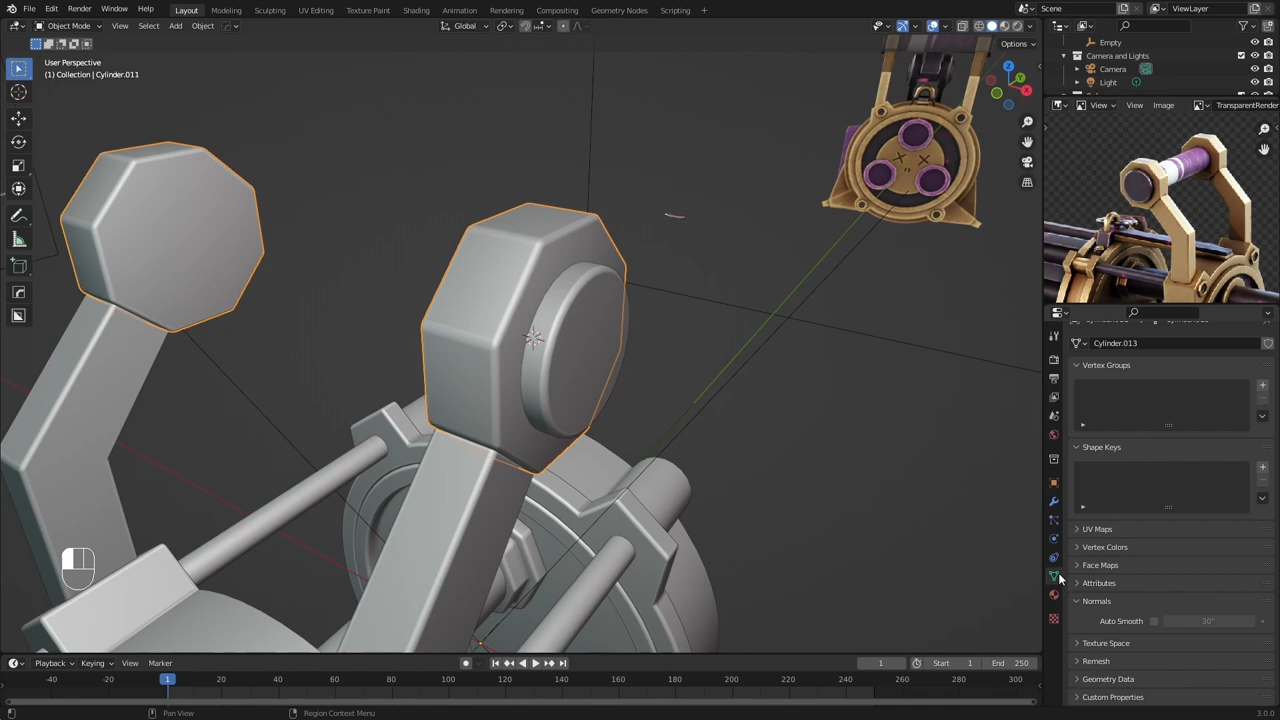 File Edit Render Window Help Layout Modeling Sculpting UV Editing Texture Paint Shading Animation Rendering Compositing Geometry Nodes Scripting + Scene ViewLayer
Object Mode View Select Add Object Global
Options
User Perspective
(1) Collection | Cylinder.011
X
Y
Z
Empty
Camera and Lights
Camera
Light
View View Image TransparentRender
Cylinder.013
Vertex Groups
Shape Keys
UV Maps
Vertex Colors
Face Maps
Attributes
Normals
Auto Smooth 30°
Texture Space
Remesh
Geometry Data
Custom Properties
Playback Keying View Marker 1 Start 1 End 250
-40 -20 1 20 40 60 80 100 120 140 160 180 200 220 240 260 280 300
Pan View Region Context Menu 3.0.0